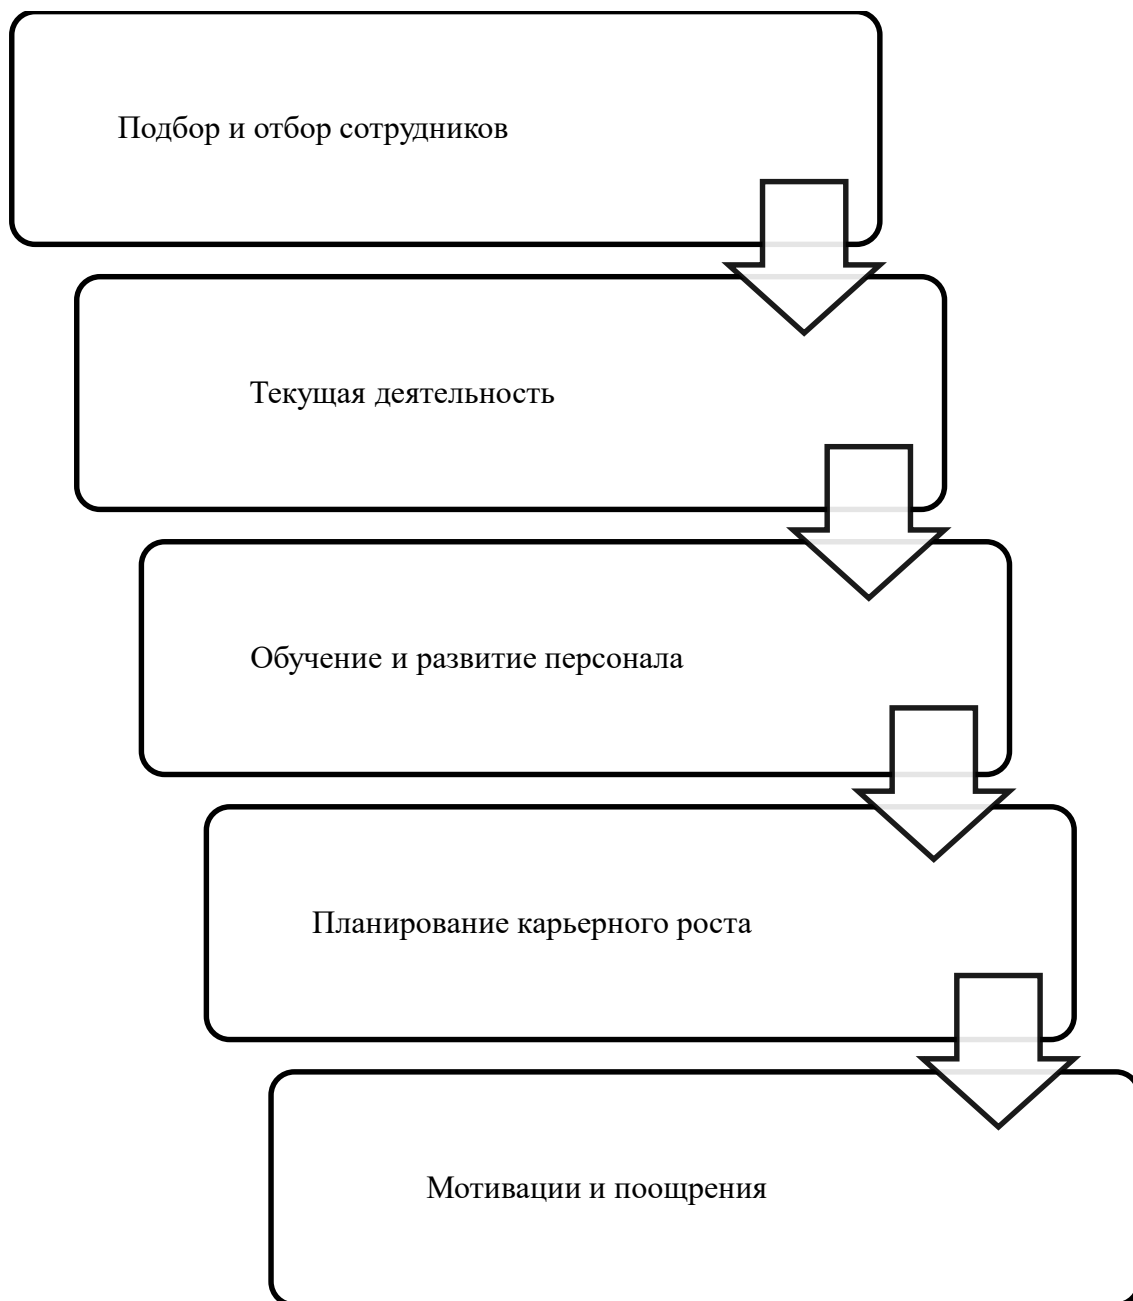 Подбор и отбор сотрудников
Текущая деятельность
Обучение и развитие персонала
Планирование карьерного роста
Мотивации и поощрения